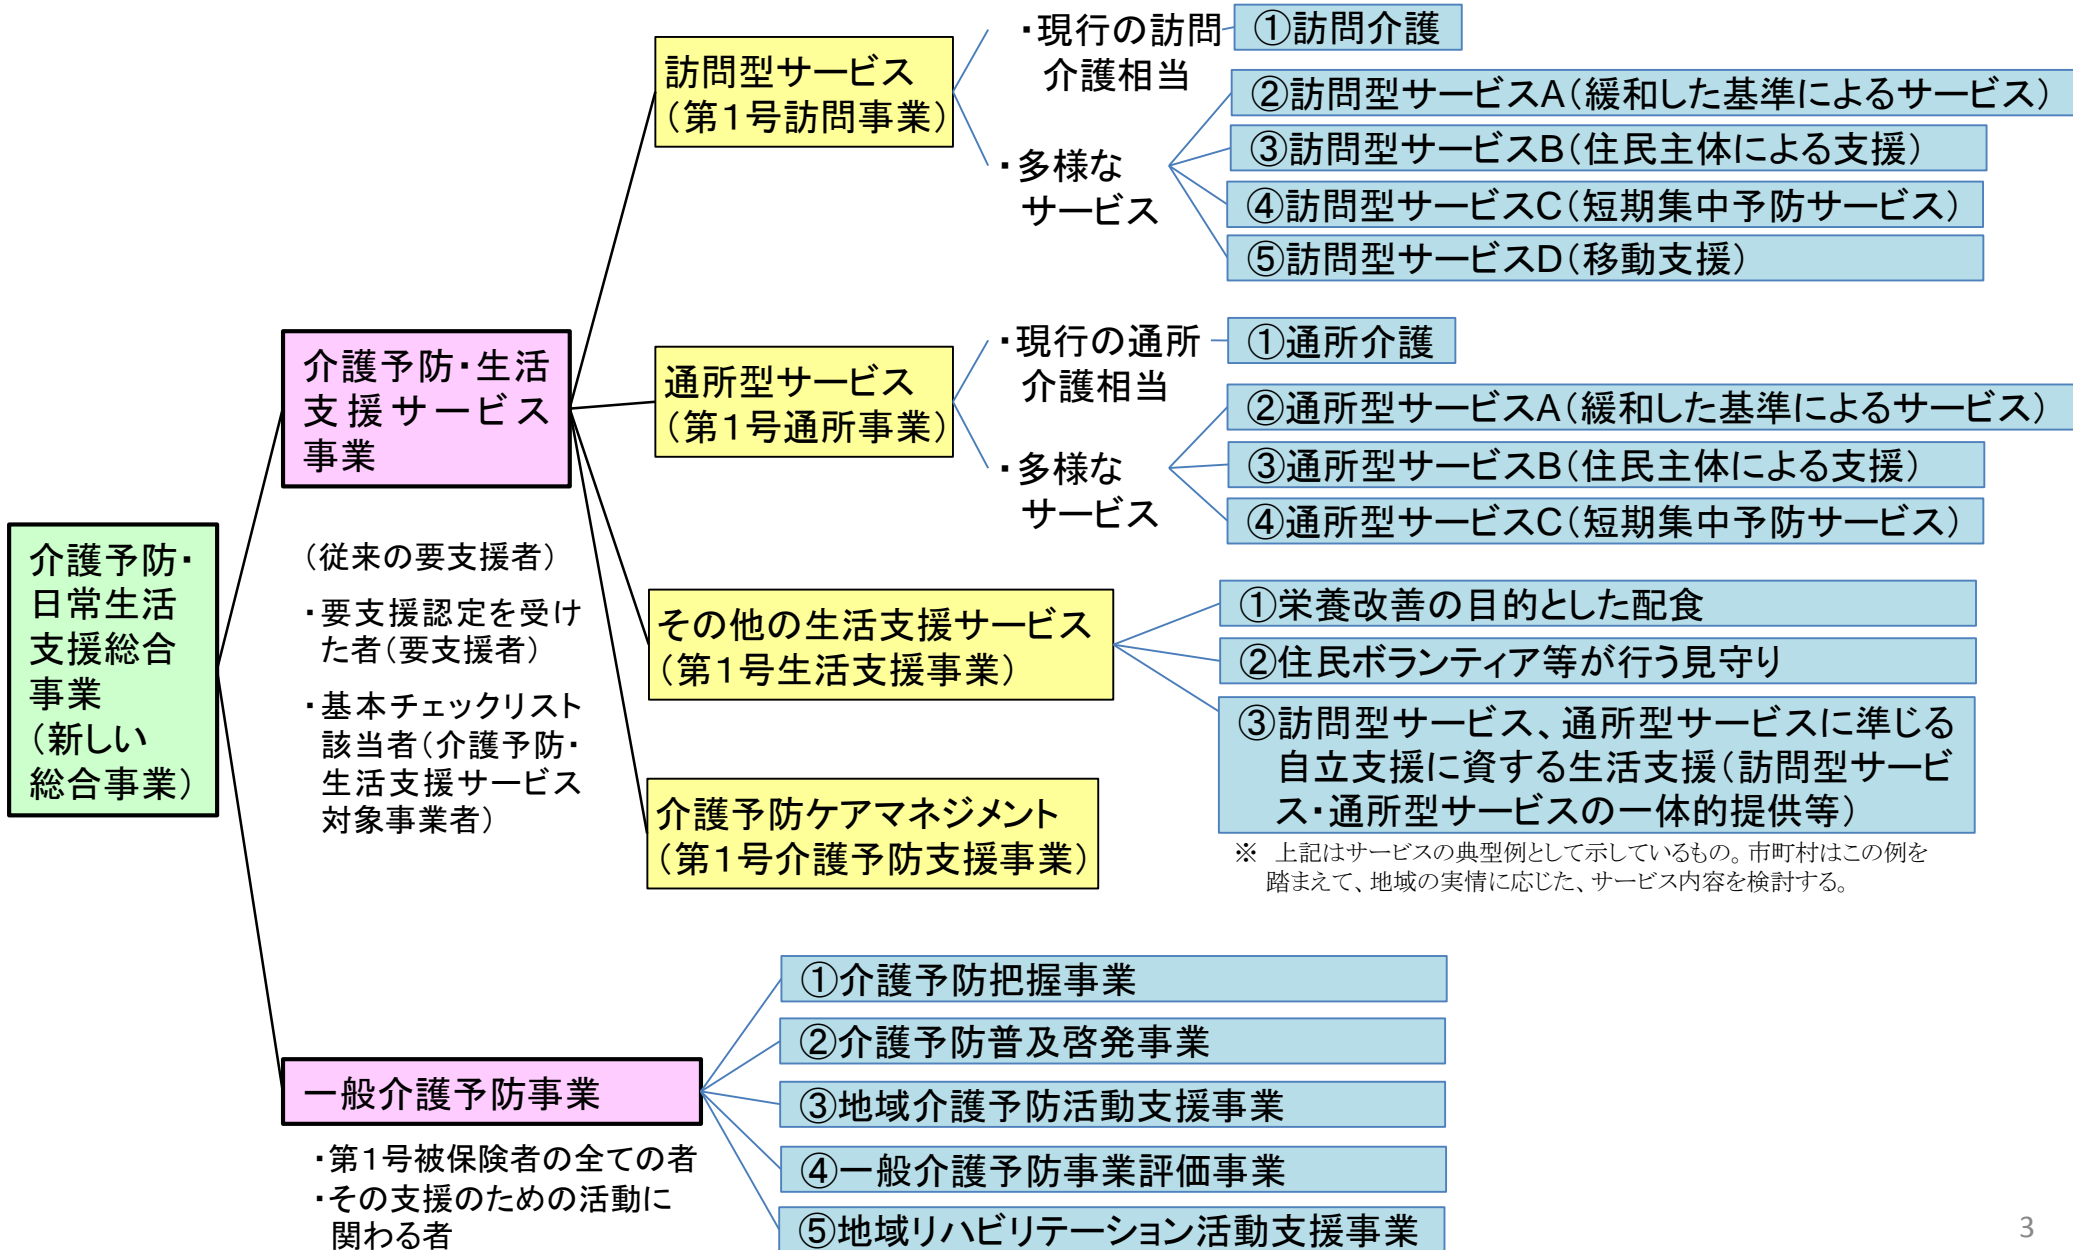 介護予防・
日常生活
支援総合
事業
（新しい
総合事業）
介護予防・生活
支援サービス
事業
（従来の要支援者）
・要支援認定を受け
た者（要支援者）
・基本チェックリスト
該当者（介護予防・
生活支援サービス
対象事業者）
訪問型サービス
（第１号訪問事業）
・現行の訪問
介護相当
①訪問介護
・多様な
サービス
②訪問型サービスA（緩和した基準によるサービス）
③訪問型サービスB（住民主体による支援）
④訪問型サービスC（短期集中予防サービス）
⑤訪問型サービスD（移動支援）
通所型サービス
（第１号通所事業）
・現行の通所
介護相当
①通所介護
・多様な
サービス
②通所型サービスA（緩和した基準によるサービス）
③通所型サービスB（住民主体による支援）
④通所型サービスC（短期集中予防サービス）
その他の生活支援サービス
（第１号生活支援事業）
①栄養改善の目的とした配食
②住民ボランティア等が行う見守り
③訪問型サービス、通所型サービスに準じる
自立支援に資する生活支援（訪問型サービ
ス・通所型サービスの一体的提供等）
※　上記はサービスの典型例として示しているもの。市町村はこの例を
踏まえて、地域の実情に応じた、サービス内容を検討する。
介護予防ケアマネジメント
（第１号介護予防支援事業）
一般介護予防事業
・第１号被保険者の全ての者
・その支援のための活動に
関わる者
①介護予防把握事業
②介護予防普及啓発事業
③地域介護予防活動支援事業
④一般介護予防事業評価事業
⑤地域リハビリテーション活動支援事業
3